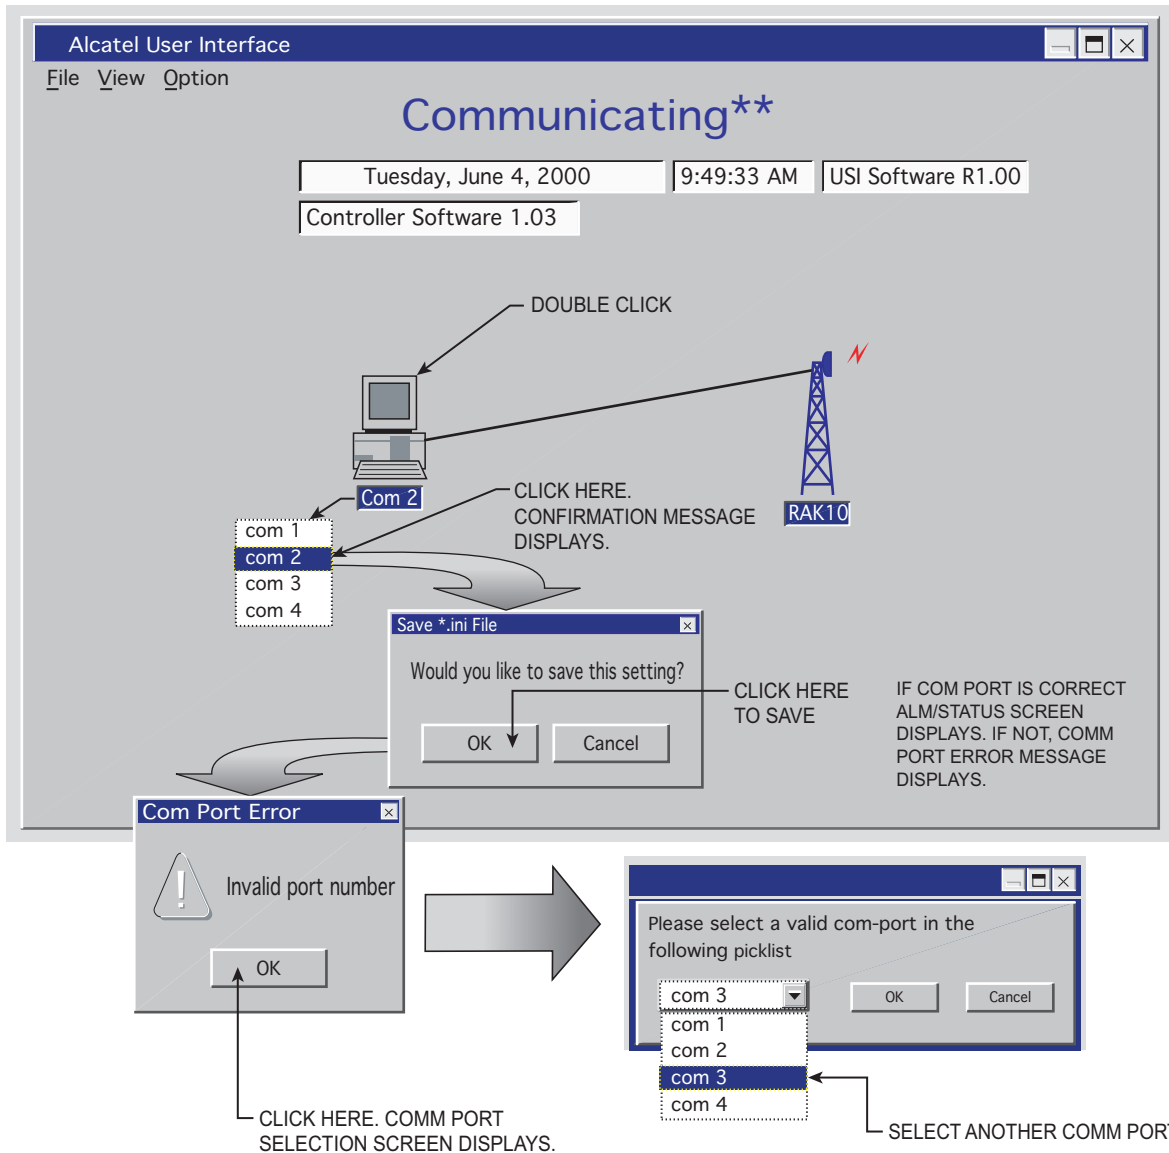 Alcatel User Interface
File View Option
Communicating**
Tuesday, June 4, 2000
9:49:33 AM
USI Software R1.00
Controller Software 1.03
DOUBLE CLICK
Com 2
RAK10
CLICK HERE.
CONFIRMATION MESSAGE
DISPLAYS.
com 1
com 2
com 3
com 4
Save *.ini File
Would you like to save this setting?
OK
Cancel
CLICK HERE
TO SAVE
IF COM PORT IS CORRECT
ALM/STATUS SCREEN
DISPLAYS. IF NOT, COMM
PORT ERROR MESSAGE
DISPLAYS.
Com Port Error
!
Invalid port number
OK
CLICK HERE. COMM PORT
SELECTION SCREEN DISPLAYS.
Please select a valid com-port in the
following picklist
com 3
OK
Cancel
com 1
com 2
com 3
com 4
SELECT ANOTHER COMM PORT